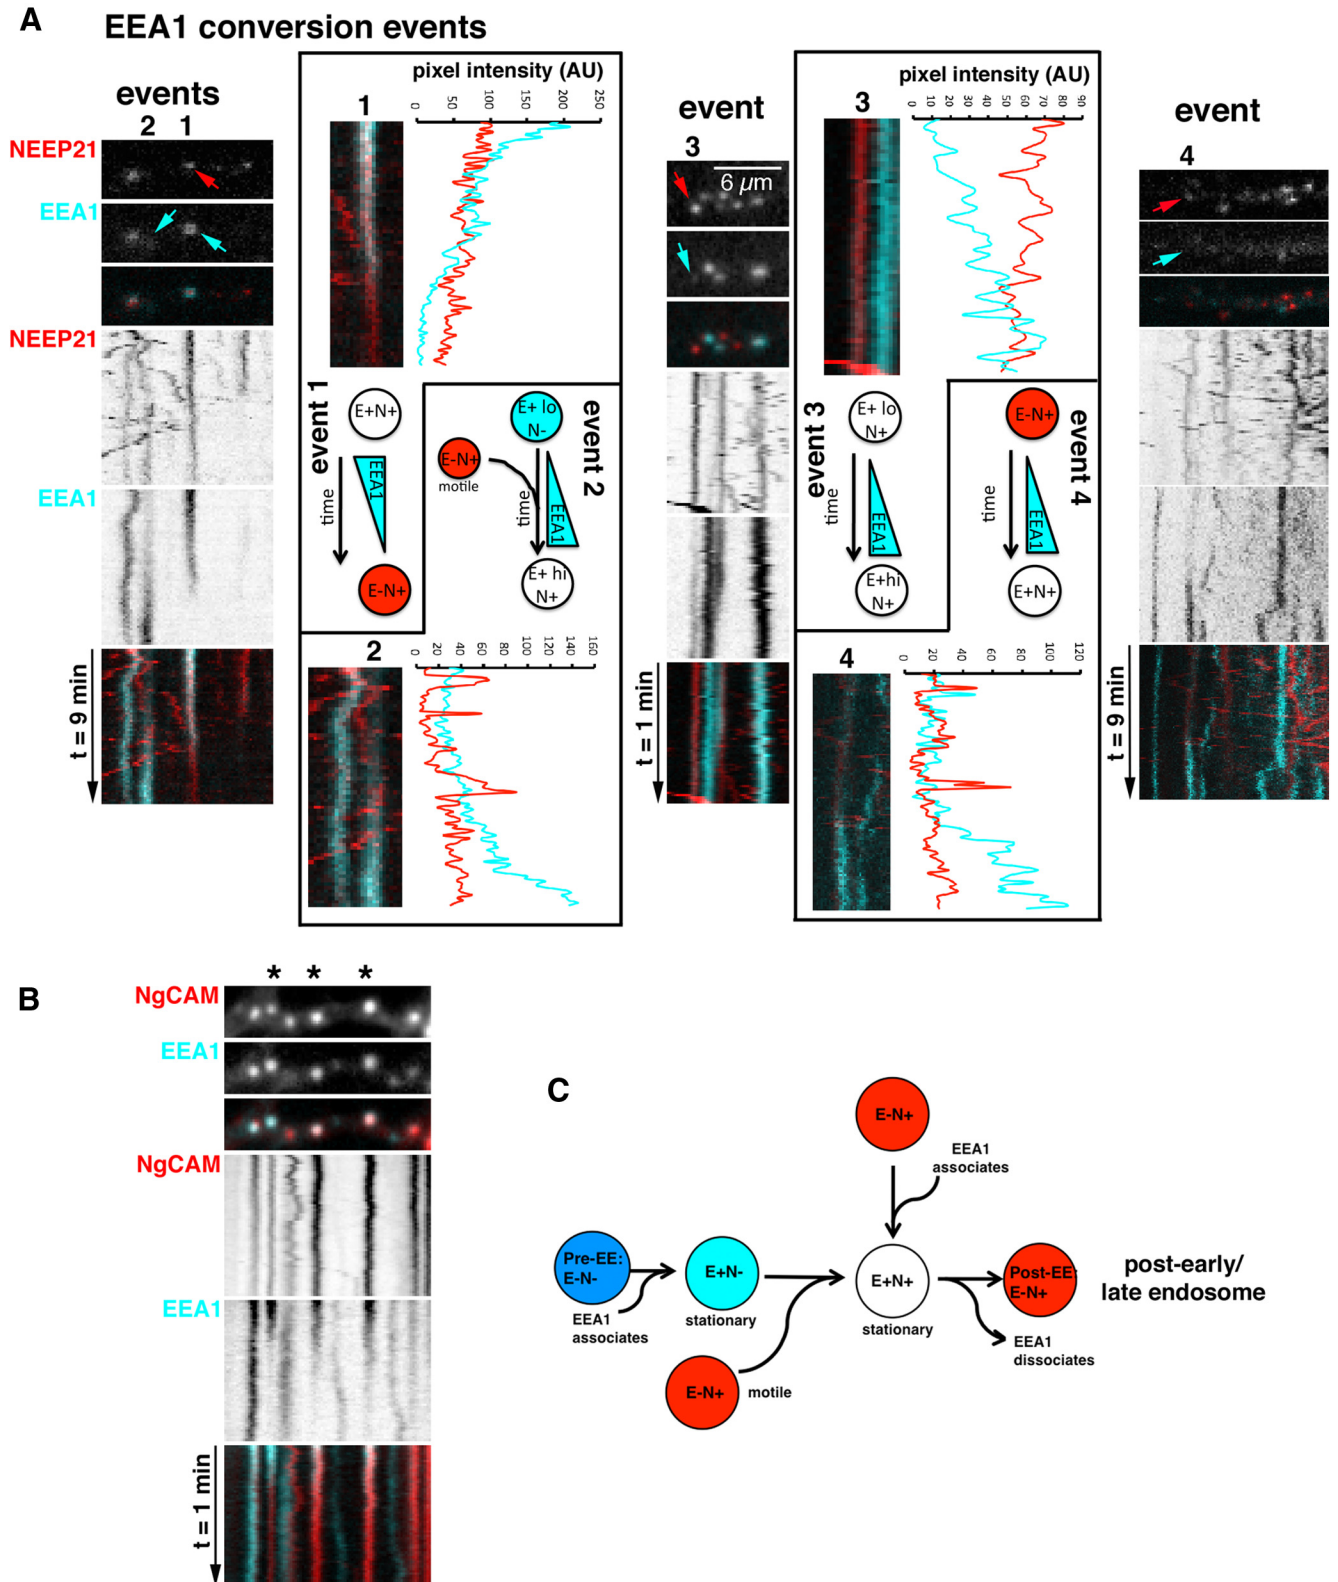 A
EEA1 conversion events
events
2 1
NEEP21
EEA1
NEEP21
EEA1
t = 9 min
pixel intensity (AU)
1
0 50 100 150 200 250
event 1
E+N+
EEA1
time
E-N+
event 2
E+ lo
N-
E-N+
motile
time
EEA1
E+ hi
N+
2
0 20 40 60 80 100 120 140 160
event
3
6 µm
t = 1 min
pixel intensity (AU)
3
0 10 20 30 40 50 60 70 80 90
event 3
E+ lo
N+
time
EEA1
E+hi
N+
event 4
E-N+
time
EEA1
E+N+
4
0 20 40 60 80 100 120
event
4
t = 9 min
B
* * *
NgCAM
EEA1
NgCAM
EEA1
t = 1 min
C
E-N+
EEA1
associates
Pre-EE:
E-N-
EEA1
associates
E+N-
stationary
E-N+
motile
E+N+
stationary
Post-EE:
E-N+
EEA1
dissociates
post-early/
late endosome